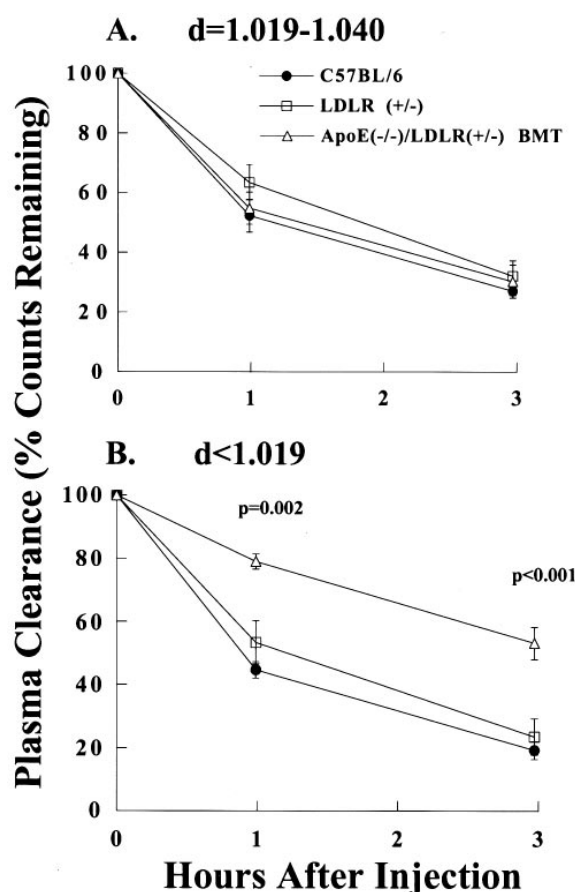 A. d=1.019-1.040
C57BL/6
LDLR (+/-)
ApoE(-/-)/LDLR(+/-) BMT
100
80
60
40
20
0
0 1 2 3
B. d<1.019
p=0.002
p<0.001
100
80
60
40
20
0
0 1 2 3
Plasma Clearance (% Counts Remaining)
Hours After Injection